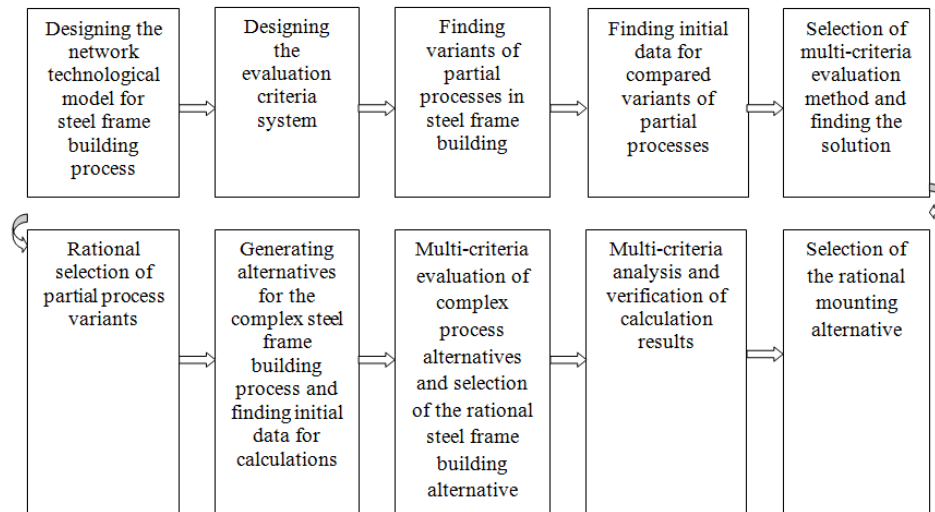 Designing the
network
technological
model for
steel frame
building
process
Designing
the
evaluation
criteria
system
Finding
variants of
partial
processes in
steel frame
building
Finding initial
data for
compared
variants of
partial
processes
Selection of
multi-criteria
evaluation
method and
finding the
solution
Rational
selection of
partial process
variants
Generating
alternatives
for the
complex steel
frame
building
process and
finding initial
data for
calculations
Multi-criteria
evaluation of
complex
process
alternatives
and selection
of the rational
steel frame
building
alternative
Multi-criteria
analysis and
verification of
calculation
results
Selection of
the rational
mounting
alternative